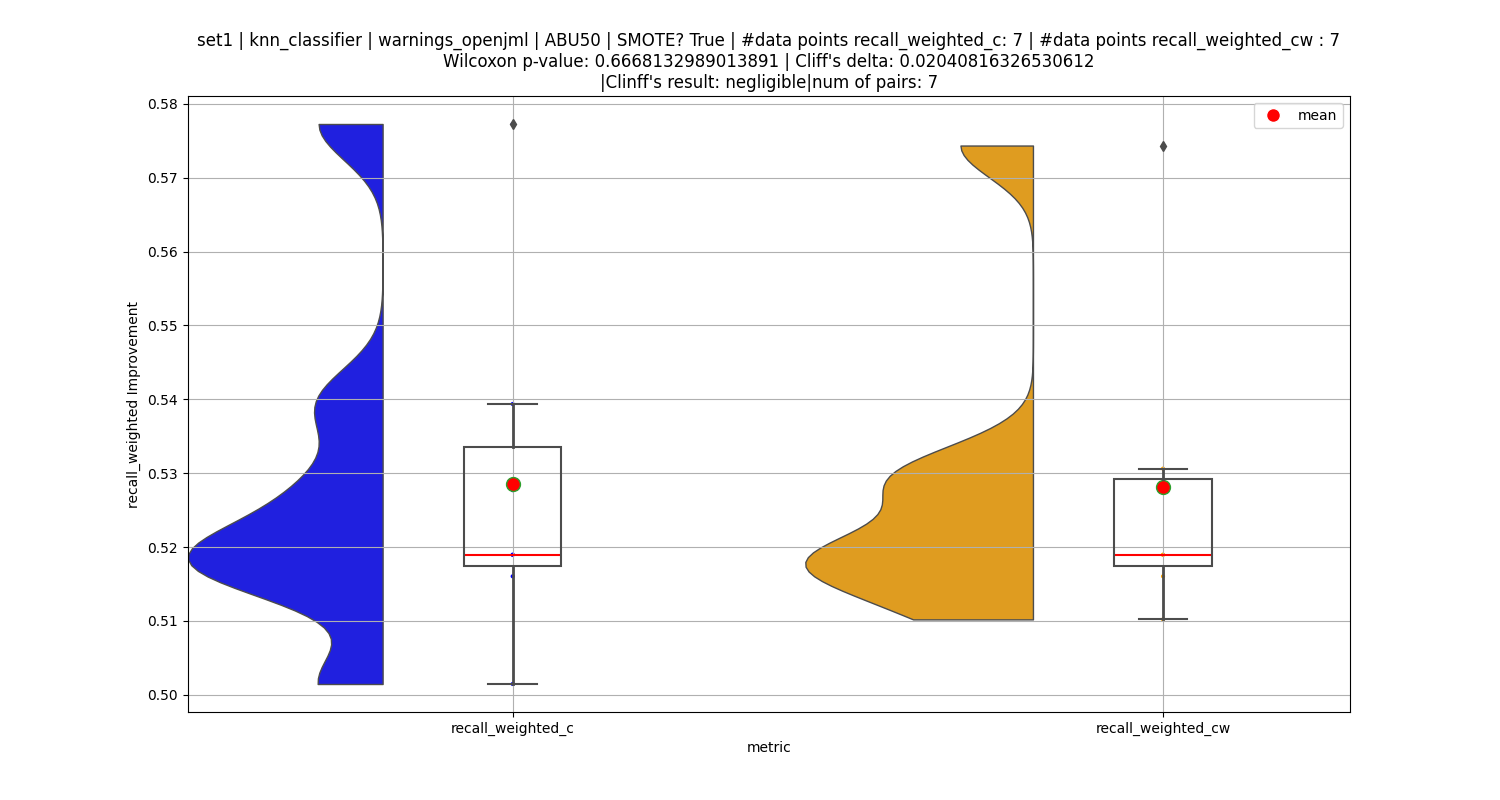 set1 | knn_classifier | warnings_openjml | ABU50 | SMOTE? True | #data points recall_weighted_c: 7 | #data points recall_weighted_cw : 7
Wilcoxon p-value: 0.6668132989013891 | Cliff's delta: 0.02040816326530612
|Clinff's result: negligible|num of pairs: 7
mean
0.58
0.57
0.56
0.55
0.54
0.53
0.52
0.51
0.50
recall_weighted Improvement
recall_weighted_c
recall_weighted_cw
metric